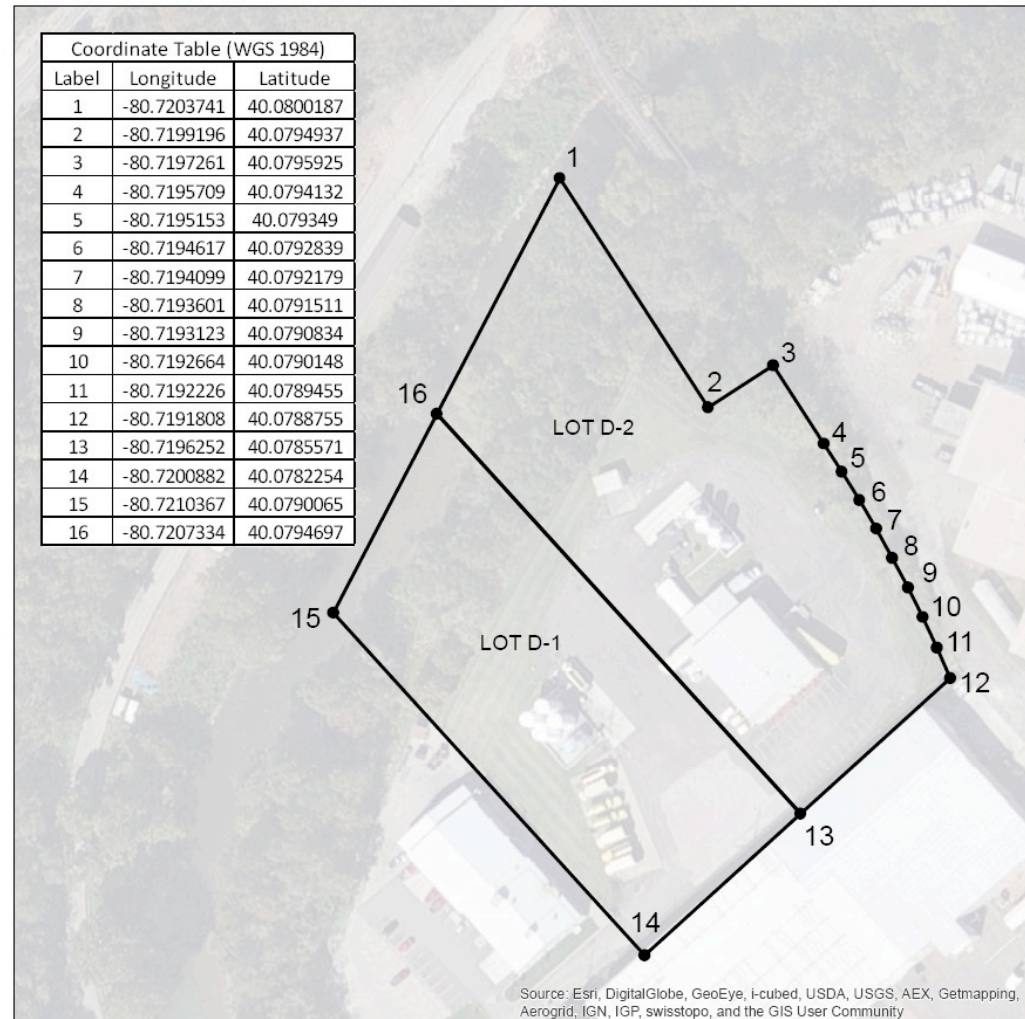 Coordinate Table (WGS 1984)
Label Longitude Latitude
1 -80.7203741 40.0800187
2 -80.7199196 40.0794937
3 -80.7197261 40.0795925
4 -80.7195709 40.0794132
5 -80.7195153 40.079349
6 -80.7194617 40.0792839
7 -80.7194099 40.0792179
8 -80.7193601 40.0791511
9 -80.7193123 40.0790834
10 -80.7192664 40.0790148
11 -80.7192226 40.0789455
12 -80.7191808 40.0788755
13 -80.7196252 40.0785571
14 -80.7200882 40.0782254
15 -80.7210367 40.0790065
16 -80.7207334 40.0794697
1
3
2
16
LOT D-2
4
5
6
7
8
9
10
15
LOT D-1
11
12
13
14
Source: Esri, DigitalGlobe, GeoEye, i-cubed, USDA, USGS, AEX, Getmapping,
Aerogrid, IGN, IGP, swisstopo, and the GIS User Community